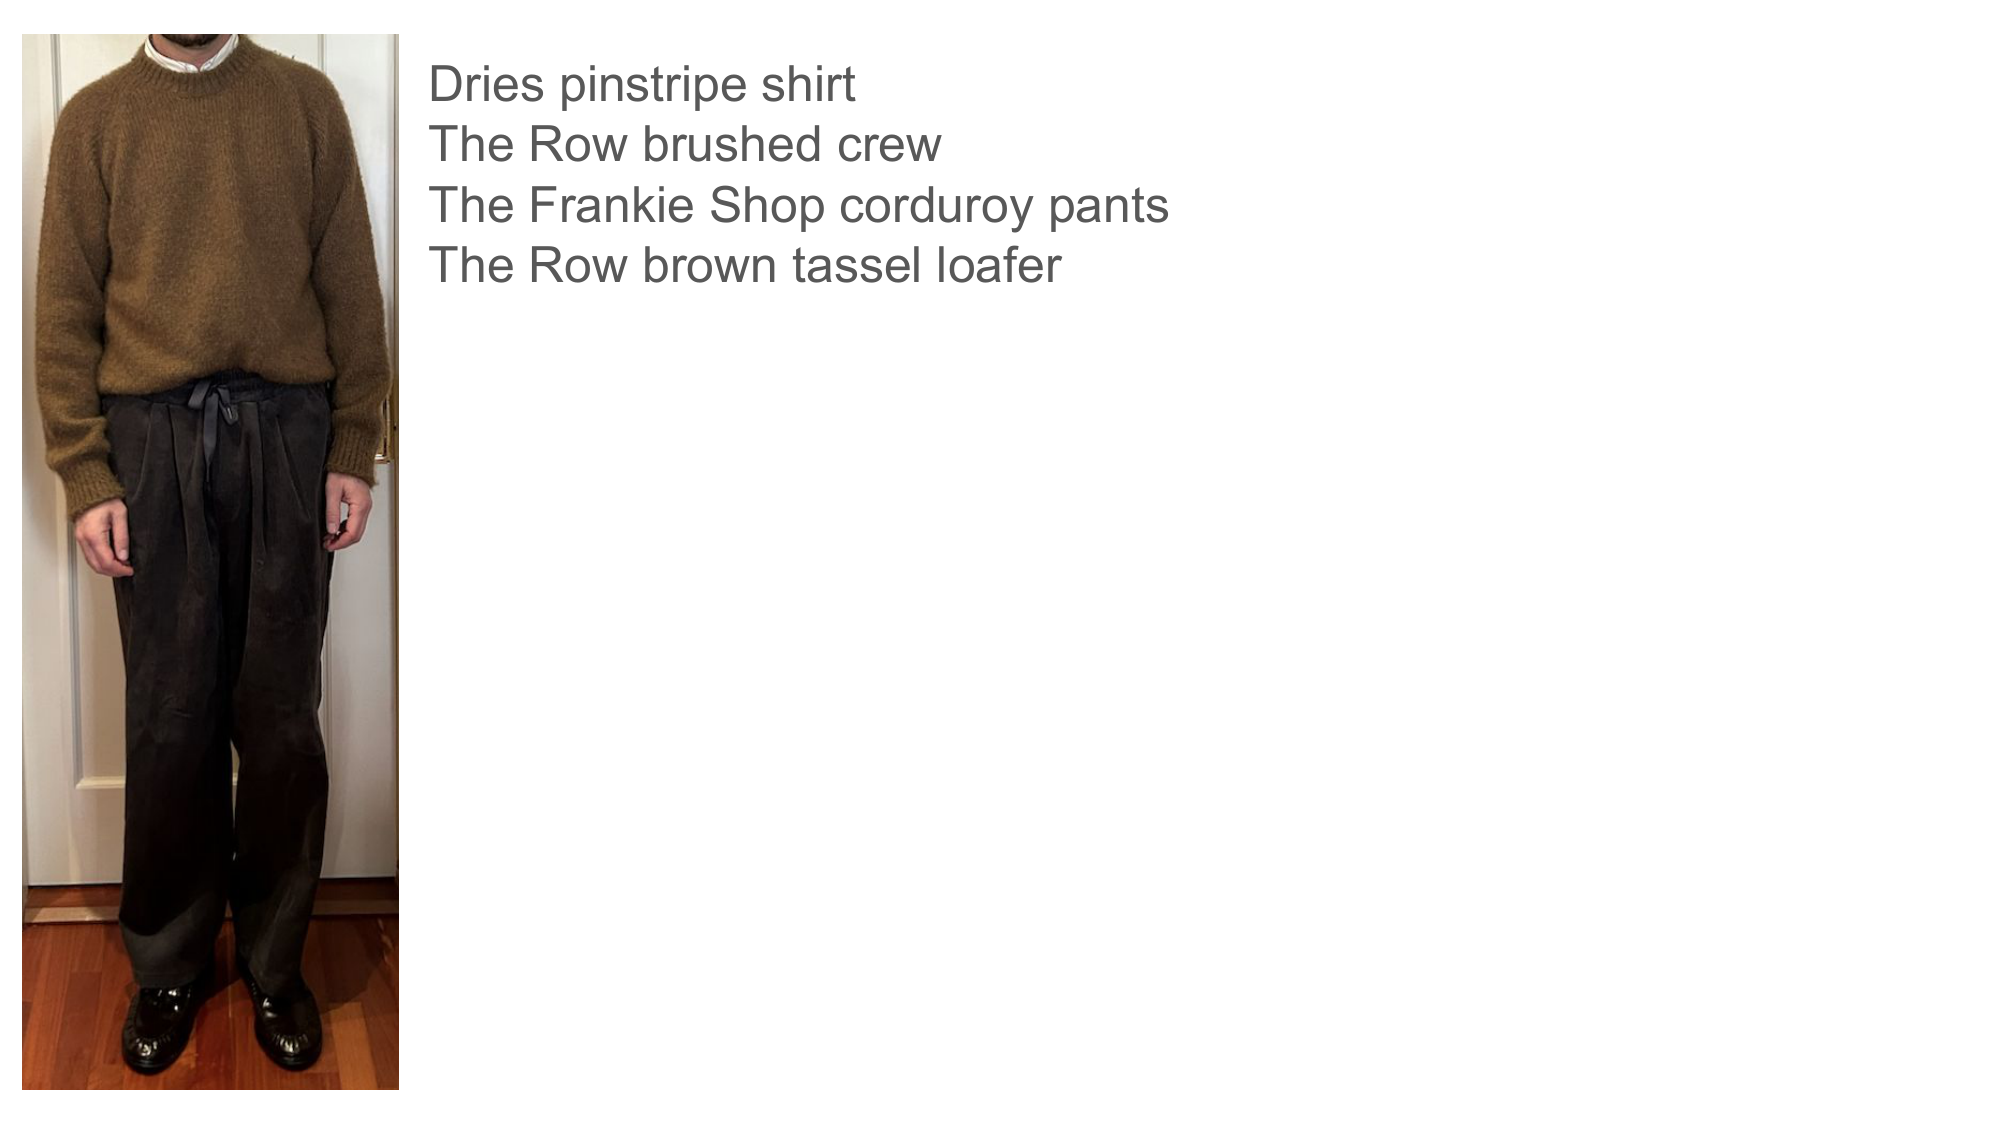 Dries pinstripe shirt
The Row brushed crew
The Frankie Shop corduroy pants
The Row brown tassel loafer